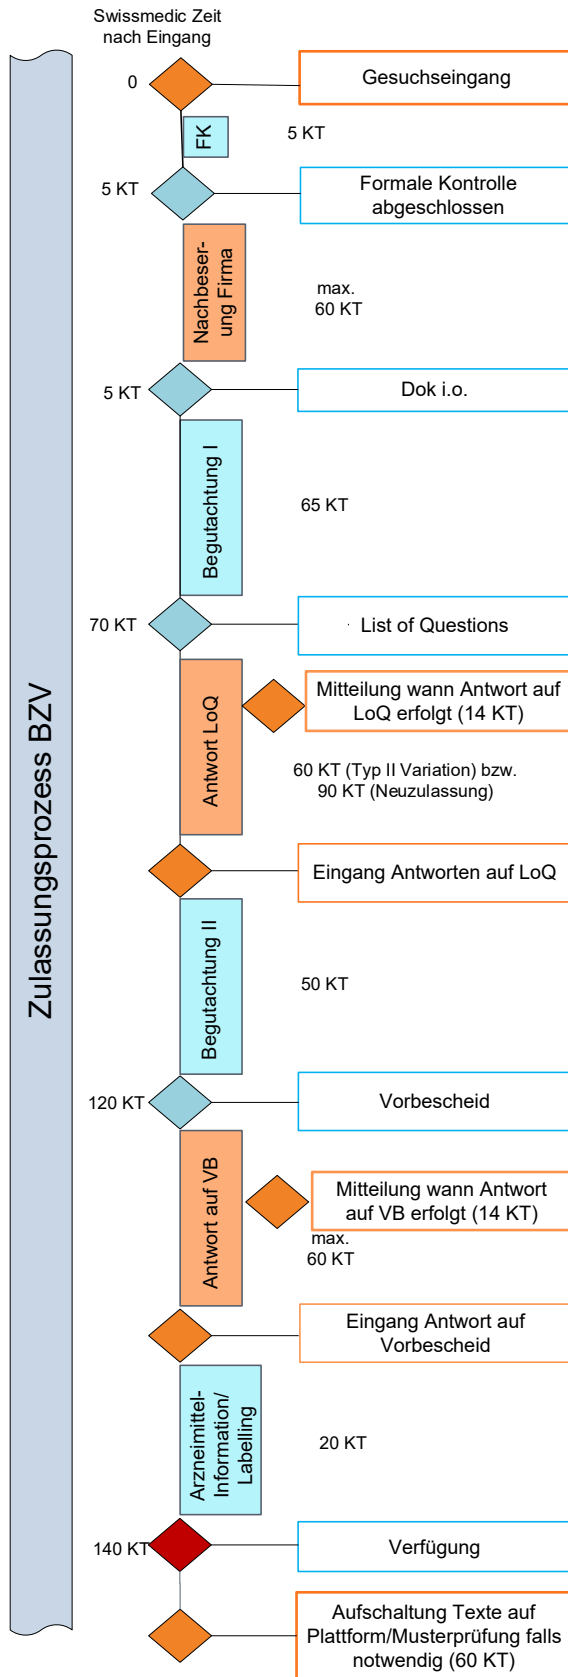 Swissmedic Zeit
nach Eingang
Zulassungsprozess BZV
0
Gesuchseingang
FK
5 KT
5 KT
Formale Kontrolle
abgeschlossen
Nachbeser-
ung Firma
max.
60 KT
5 KT
Dok i.o.
Begutachtung I
65 KT
70 KT
List of Questions
Antwort LoQ
Mitteilung wann Antwort auf
LoQ erfolgt (14 KT)
60 KT (Typ II Variation) bzw.
90 KT (Neuzulassung)
Eingang Antworten auf LoQ
Begutachtung II
50 KT
120 KT
Vorbescheid
Antwort auf VB
Mitteilung wann Antwort
auf VB erfolgt (14 KT)
max.
60 KT
Eingang Antwort auf
Vorbescheid
Arzneimittel-
Information/
Labelling
20 KT
140 KT
Verfügung
Aufschaltung Texte auf
Plattform/Musterprüfung falls
notwendig (60 KT)